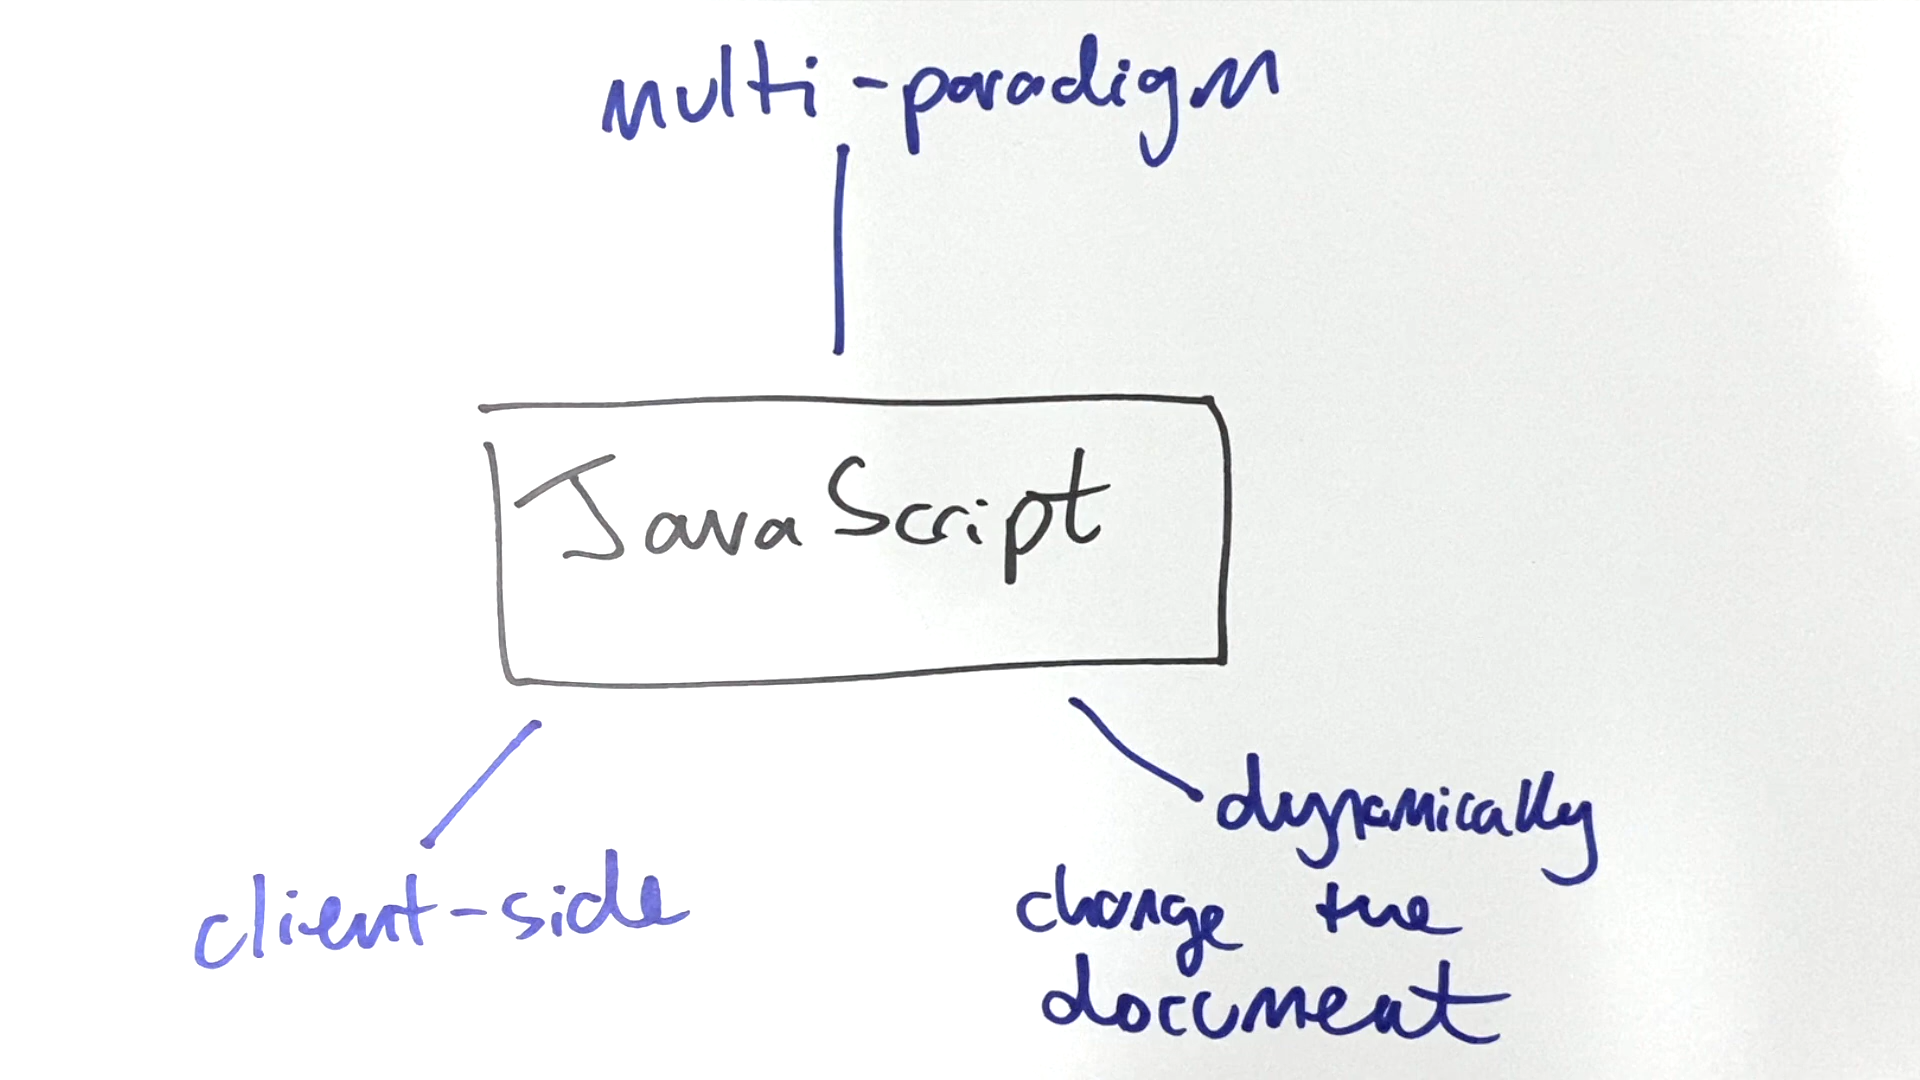 multi-paradigm
JavaScript
client-side
dynamically
change the
document